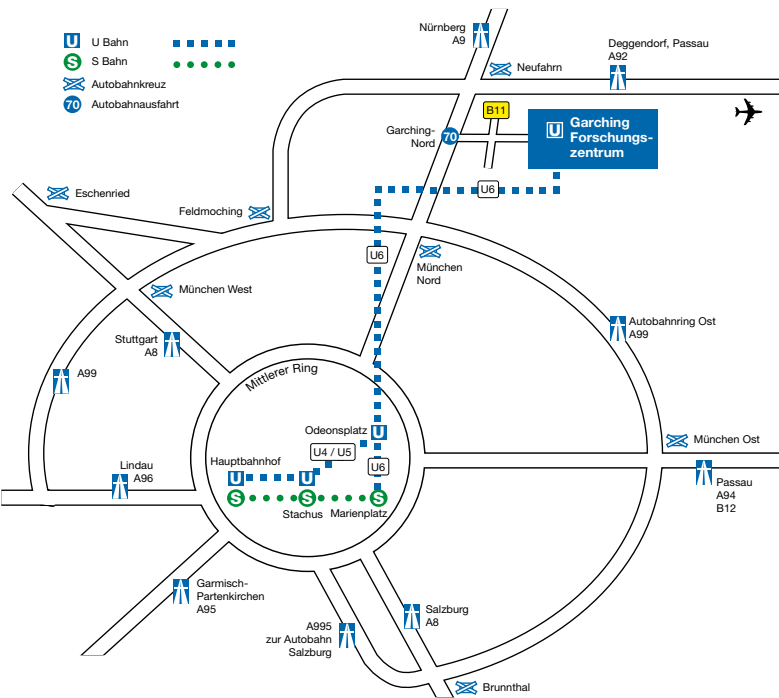 U U Bahn
S S Bahn
Autobahnkreuz
70 Autobahnausfahrt
Nürnberg
A9
Neufahrn
Deggendorf, Passau
A92
B11
Garching-
Nord
70
U Garching
Forschungs-
zentrum
U6
Eschenried
Feldmoching
U6
München
Nord
München West
Stuttgart
A8
Autobahnring Ost
A99
A99
Mittlerer Ring
Odeonsplatz U
U4 / U5
Hauptbahnhof
U6
U U
S S S
Stachus Marienplatz
München Ost
Lindau
A96
Passau
A94
B12
Garmisch-
Partenkirchen
A95
Salzburg
A8
A995
zur Autobahn
Salzburg
Brunnthal